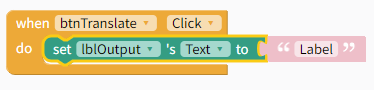 when btnTranslate Click
do set lblOutput 's Text to “ Label ”